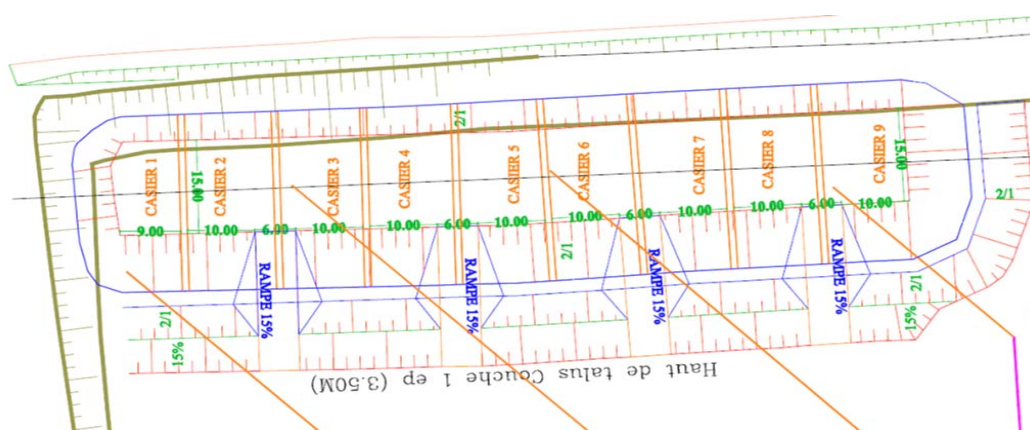 2/1
CASIER 1
CASIER 2
CASIER 3
CASIER 4
CASIER 5
CASIER 6
CASIER 7
CASIER 8
CASIER 9
15.00
15.00
2/1
9.00
10.00
6.00
10.00
10.00
6.00
10.00
10.00
6.00
10.00
10.00
6.00
10.00
2/1
RAMPE 15%
RAMPE 15%
RAMPE 15%
RAMPE 15%
2/1
2/1
15%
15%
Haut de talus Couche 1 ep (3.50M)